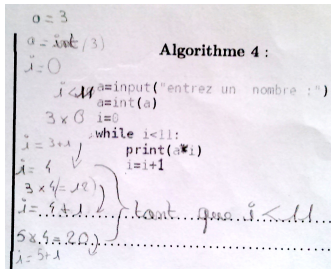 a = 3
a = int(3)
Algorithme 4 :
i = 0
i < 11
a=input("entrez un nombre :")
a=int(a)
3 x 0
i=0
while i<11:
i = 3+1
print(a*i)
i=i+1
i = 4
3 x 4 (= 12)
i = 4+1
tant que i < 11
5 x 4 = 20
i = 5+1